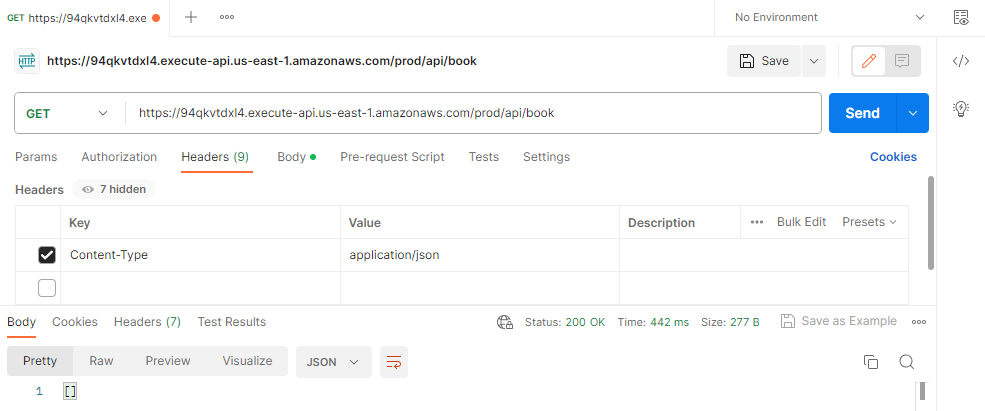 GET https://94qkvtdxl4.exe
No Environment
HTTP https://94qkvtdxl4.execute-api.us-east-1.amazonaws.com/prod/api/book
Save
GET https://94qkvtdxl4.execute-api.us-east-1.amazonaws.com/prod/api/book
Send
Params Authorization Headers (9) Body Pre-request Script Tests Settings Cookies
Headers 7 hidden
Key Value Description Bulk Edit Presets
Content-Type application/json
Body Cookies Headers (7) Test Results Status: 200 OK Time: 442 ms Size: 277 B Save as Example
Pretty Raw Preview Visualize JSON
1 []